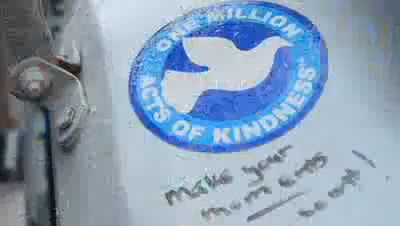 ONE MILLION
ACTS OF KINDNESS
Make your
moments
count!